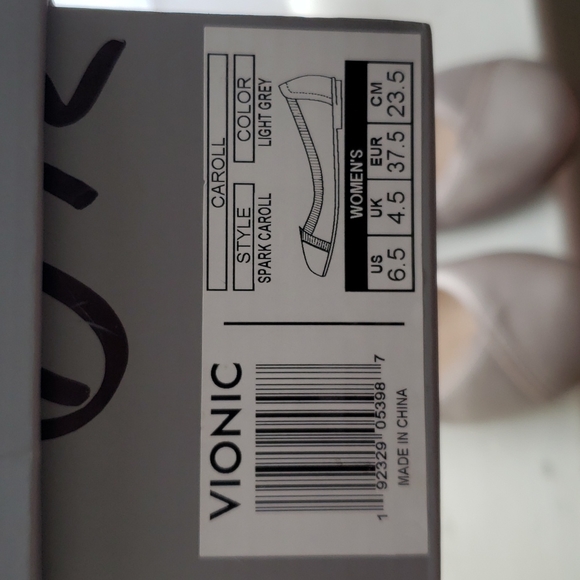 CAROLL
STYLE COLOR
SPARK CAROLL LIGHT GREY
WOMEN'S
US UK EUR CM
6.5 4.5 37.5 23.5
VIONIC
1 92329 05398 7
MADE IN CHINA